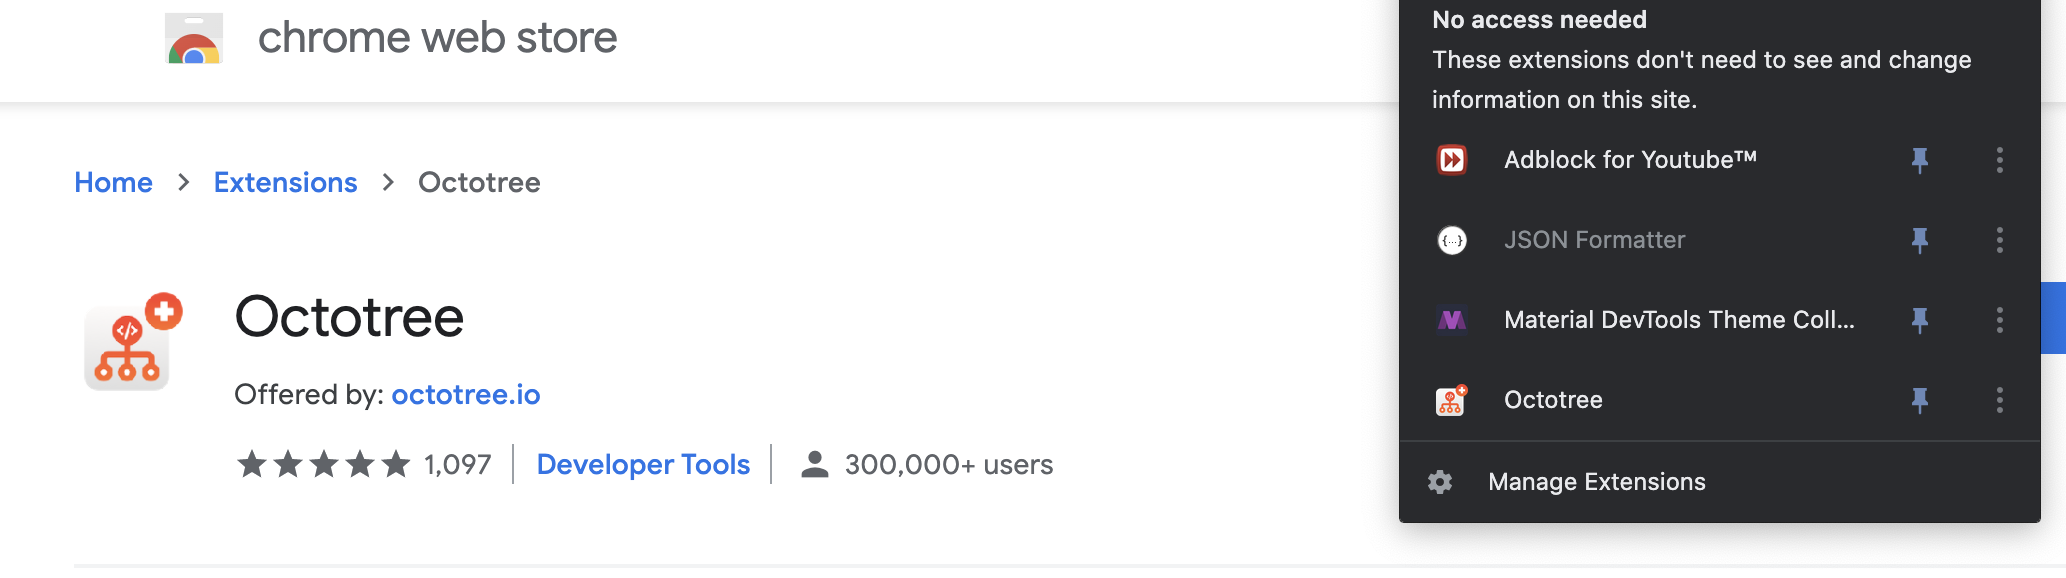 chrome web store
Home > Extensions > Octotree
Octotree
Offered by: octotree.io
1,097 | Developer Tools | 300,000+ users
No access needed
These extensions don't need to see and change
information on this site.
Adblock for Youtube™
{...} JSON Formatter
Material DevTools Theme Coll...
Octotree
Manage Extensions